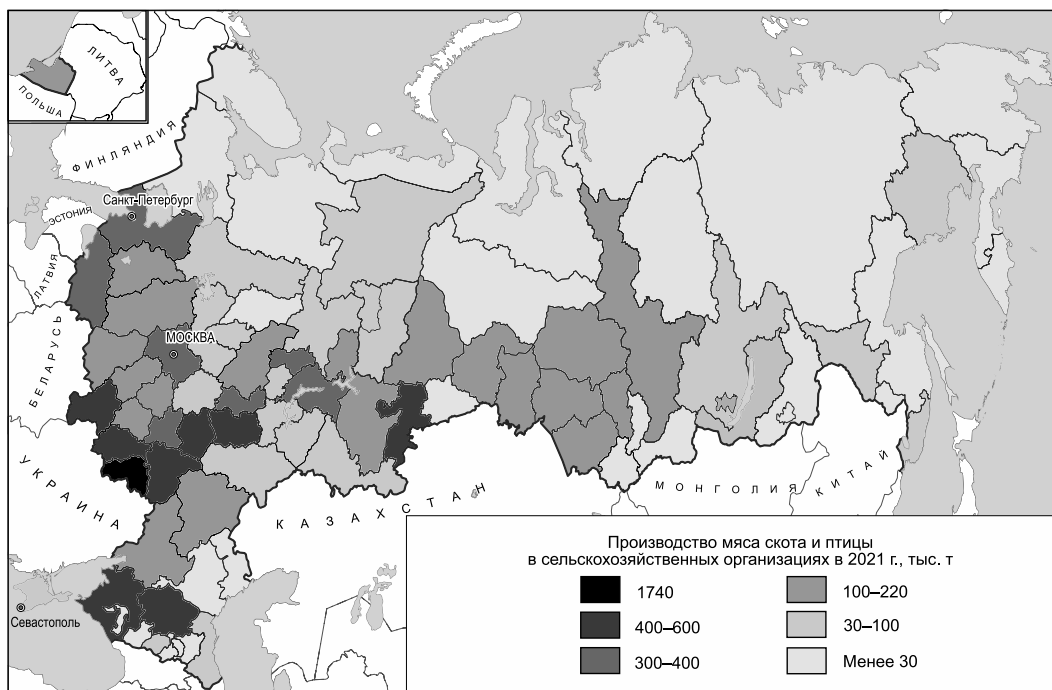 ЛИТВА
ПОЛЬША
ФИНЛЯНДИЯ
Санкт-Петербург
ЭСТОНИЯ
ЛАТВИЯ
БЕЛАРУСЬ
МОСКВА
УКРАИНА
КАЗАХСТАН
МОНГОЛИЯ
КИТАЙ
Севастополь
Производство мяса скота и птицы
в сельскохозяйственных организациях в 2021 г., тыс. т
1740
400–600
300–400
100–220
30–100
Менее 30